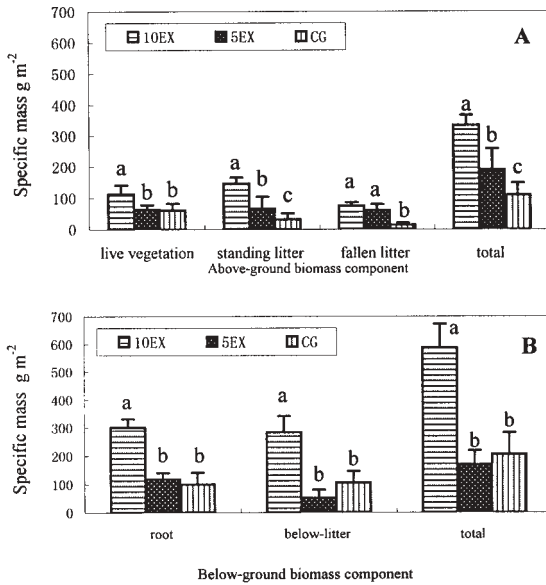 A
10EX 5EX CG
Specific mass g m-2
700
600
500
400
300
200
100
0
a b b
a b c
a a b
a b c
live vegetation standing litter fallen litter total
Above-ground biomass component
B
10EX 5EX CG
Specific mass g m-2
700
600
500
400
300
200
100
0
a b b
a b b
a b b
root below-litter total
Below-ground biomass component